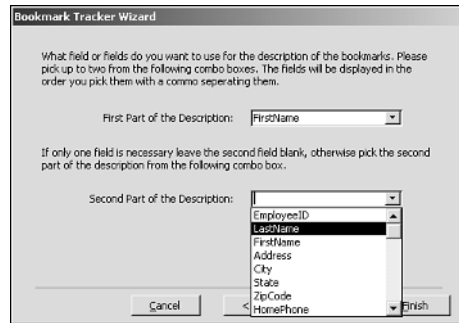 Bookmark Tracker Wizard
What field or fields do you want to use for the description of the bookmarks. Please
pick up to two from the following combo boxes. The fields will be displayed in the
order you pick them with a commo seperating them.
First Part of the Description: FirstName
If only one field is necessary leave the second field blank, otherwise pick the second
part of the description from the following combo box.
Second Part of the Description:
EmployeeID
LastName
FirstName
Address
City
State
ZipCode
HomePhone
Cancel < Finish